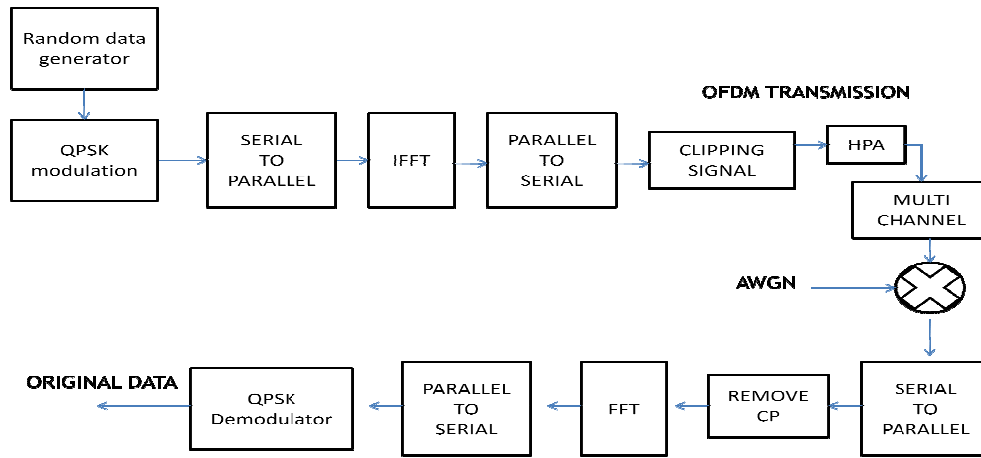 Random data
generator
QPSK
modulation
SERIAL
TO
PARALLEL
IFFT
PARALLEL
TO
SERIAL
OFDM TRANSMISSION
CLIPPING
SIGNAL
HPA
MULTI
CHANNEL
AWGN
ORIGINAL DATA
QPSK
Demodulator
PARALLEL
TO
SERIAL
FFT
REMOVE
CP
SERIAL
TO
PARALLEL